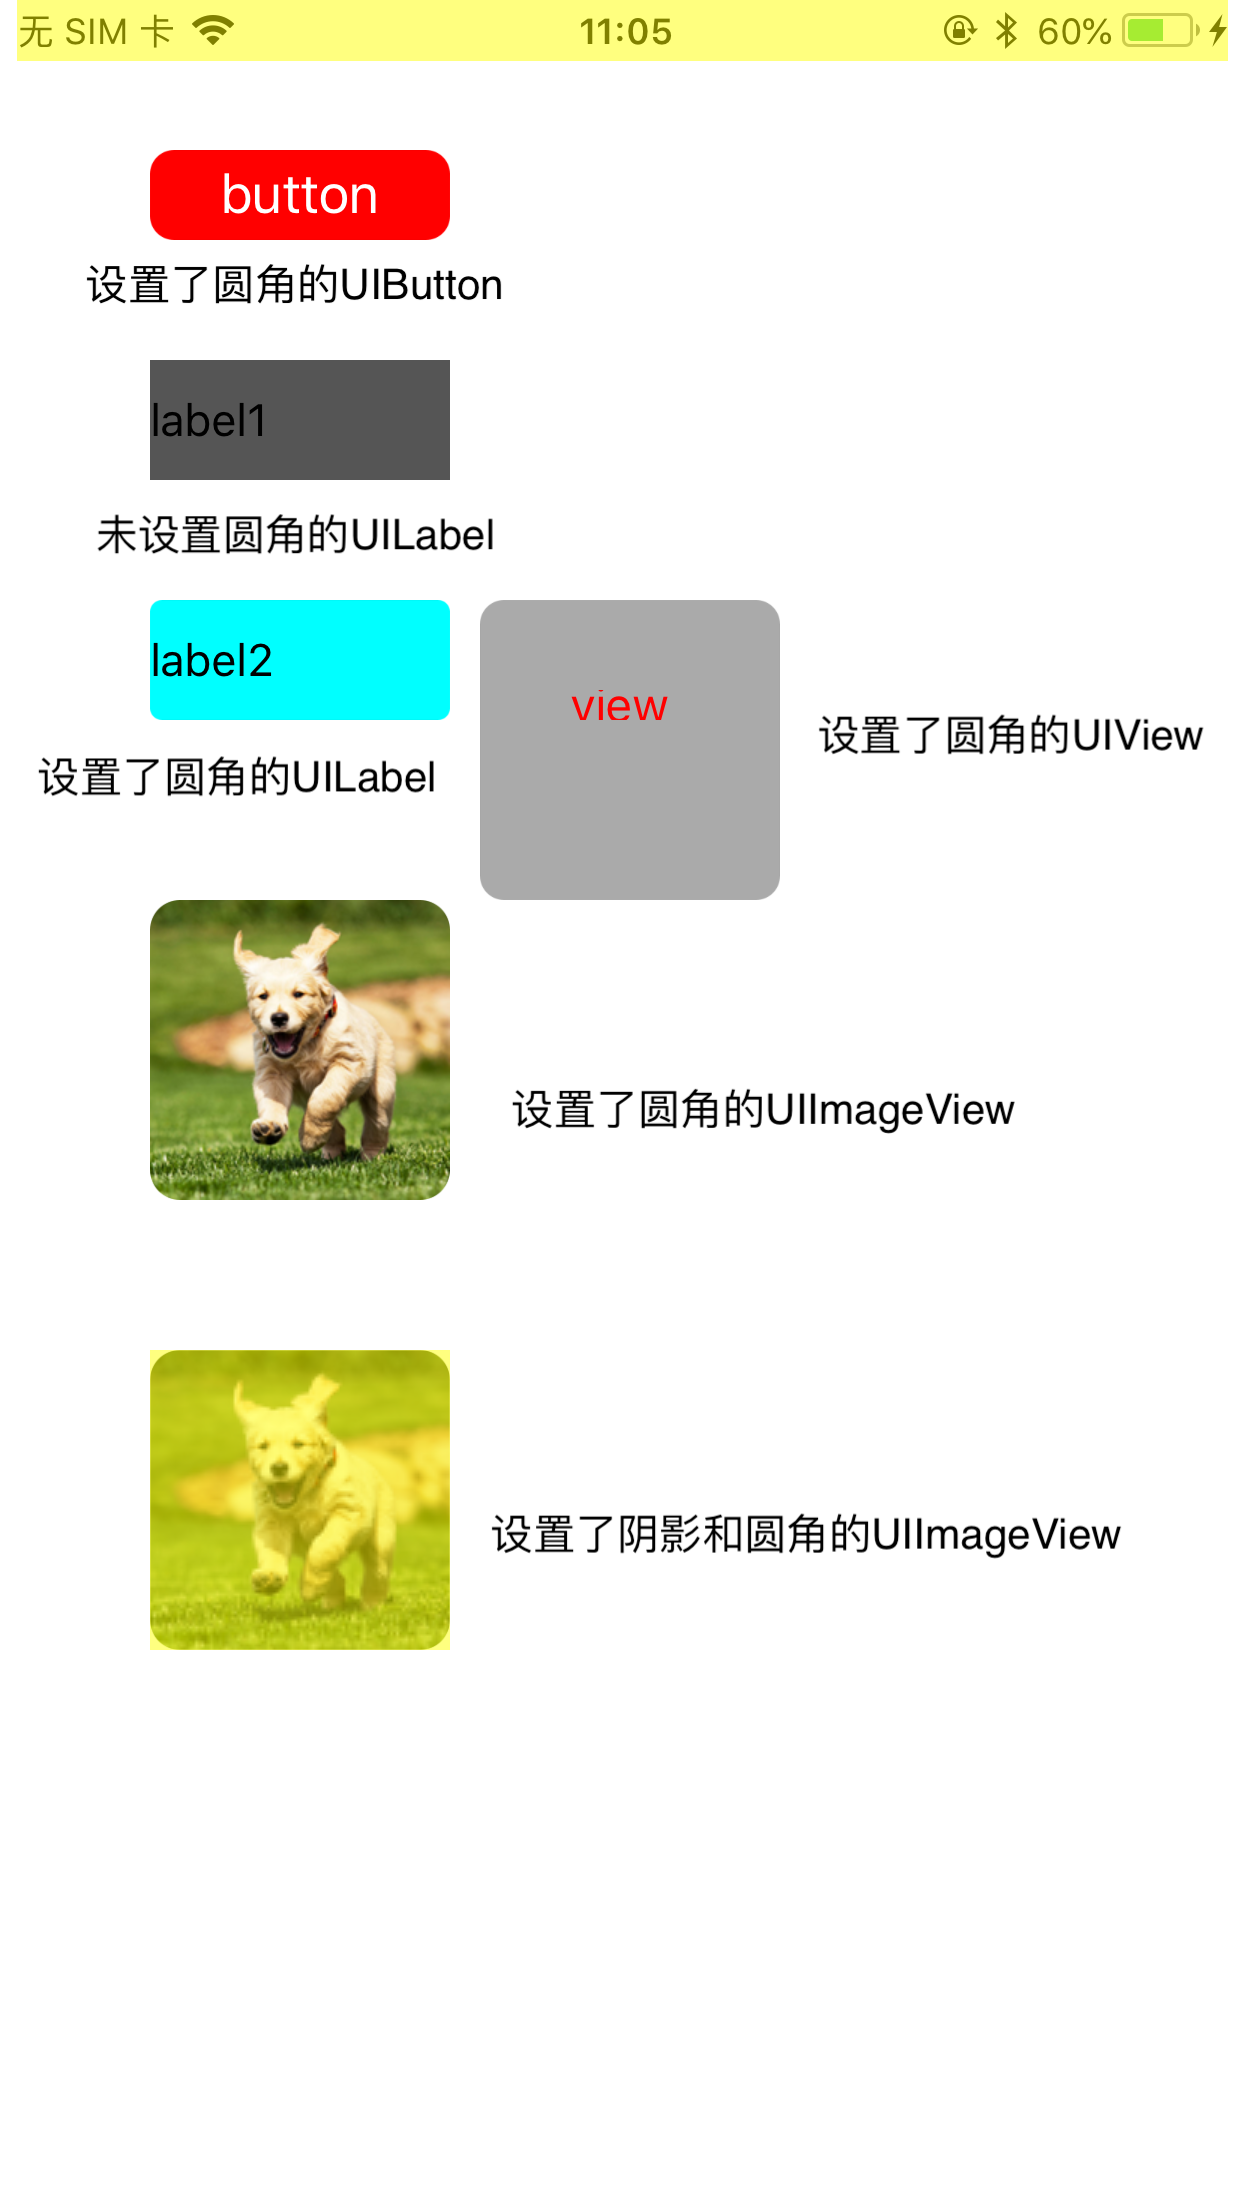 无 SIM 卡 11:05 60%
button
设置了圆角的UIButton
label1
未设置圆角的UILabel
label2
view
设置了圆角的UIView
设置了圆角的UILabel
设置了圆角的UIImageView
设置了阴影和圆角的UIImageView